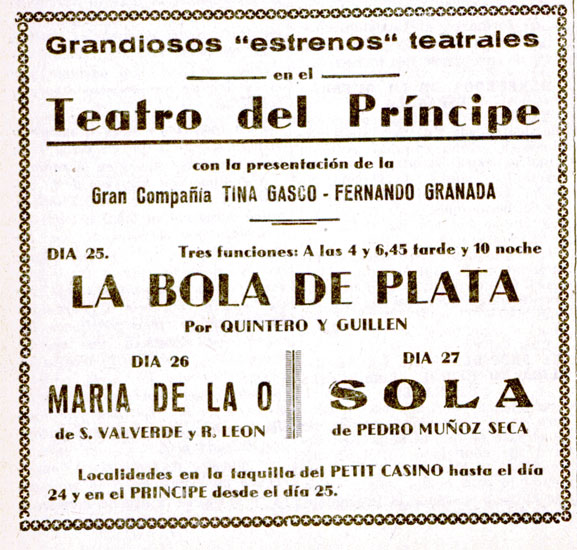 Grandiosos "estrenos" teatrales
en el
Teatro del Príncipe
con la presentación de la
Gran Compañía TINA GASCO - FERNANDO GRANADA
DIA 25. Tres funciones: A las 4 y 6,45 tarde y 10 noche
LA BOLA DE PLATA
Por QUINTERO Y GUILLEN
DIA 26
MARIA DE LA O
de S. VALVERDE y R. LEON
DIA 27
SOLA
de PEDRO MUÑOZ SECA
Localidades en la taquilla del PETIT CASINO hasta el día
24 y en el PRINCIPE desde el día 25.